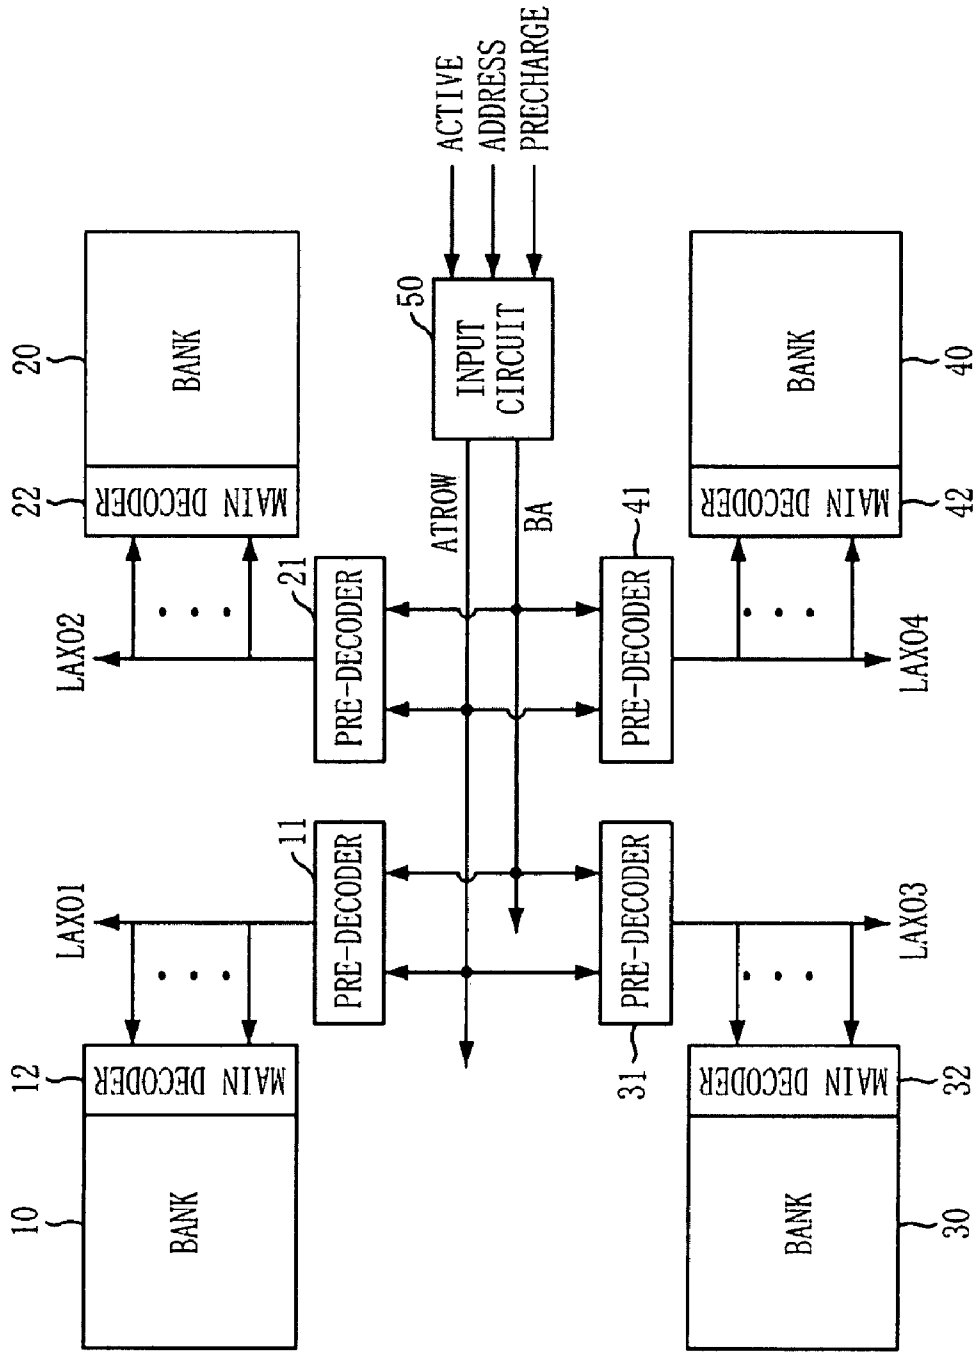 10
12
LAX01
LAX02
22
20
BANK
MAIN DECODER
MAIN DECODER
BANK
11
PRE-DECODER
21
PRE-DECODER
ATROW
BA
50
INPUT
CIRCUIT
ACTIVE
ADDRESS
PRECHARGE
31
PRE-DECODER
PRE-DECODER
41
BANK
MAIN DECODER
MAIN DECODER
BANK
30
32
LAX03
LAX04
42
40